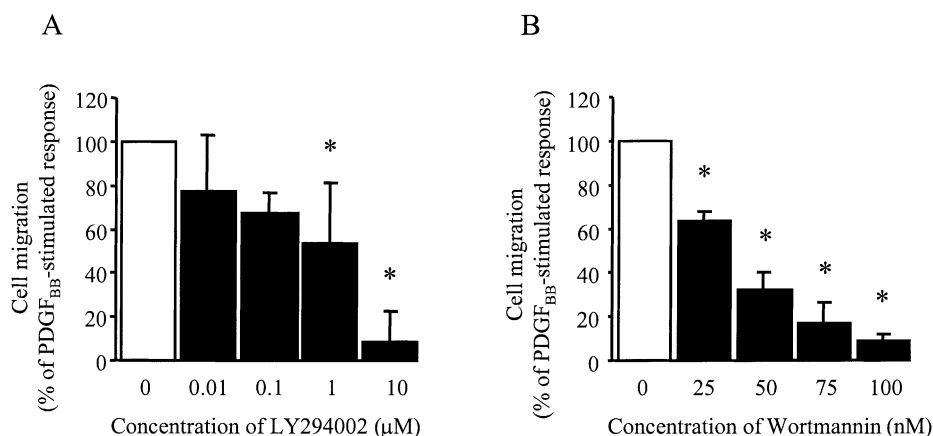 A
Cell migration
(% of PDGFBB-stimulated response)
120
100
80
60
40
20
0
*
*
0 0.01 0.1 1 10
Concentration of LY294002 (μM)
B
Cell migration
(% of PDGFBB-stimulated response)
120
100
80
60
40
20
0
*
*
*
*
0 25 50 75 100
Concentration of Wortmannin (nM)